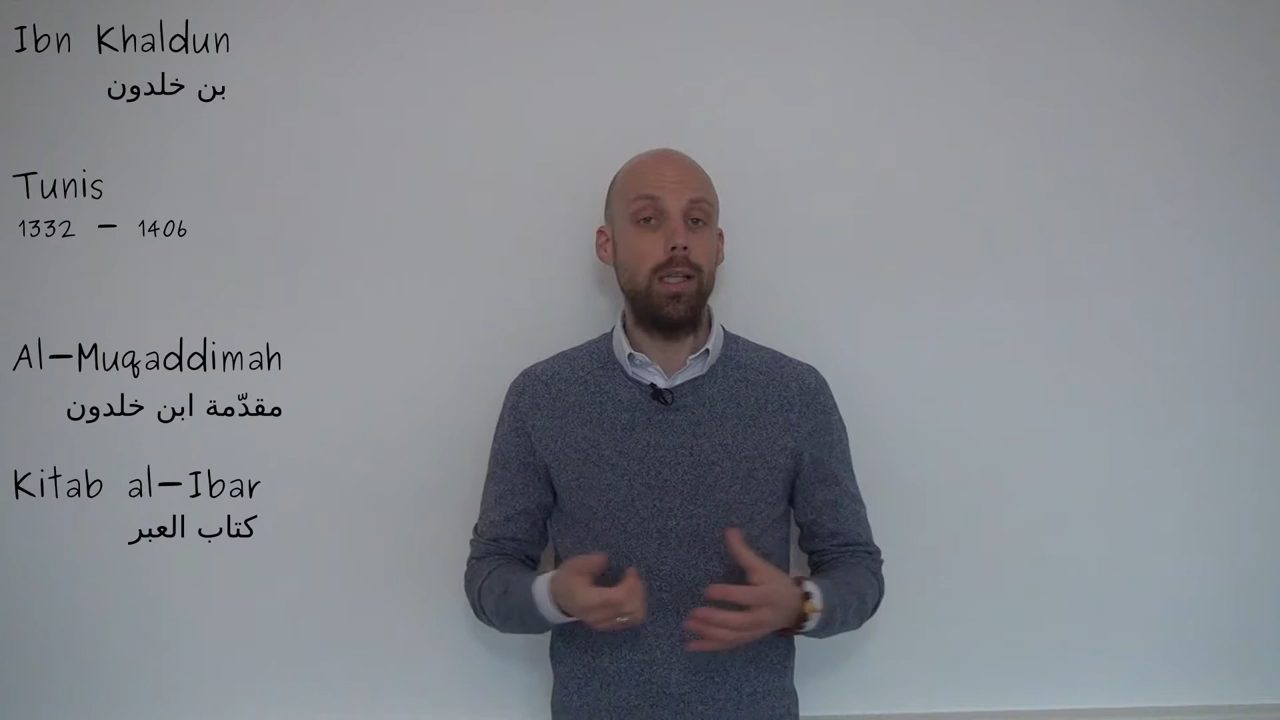 Ibn Khaldun
بن خلدون
Tunis
1332 – 1406
Al-Muqaddimah
مقدّمة ابن خلدون
Kitab al-Ibar
كتاب العبر